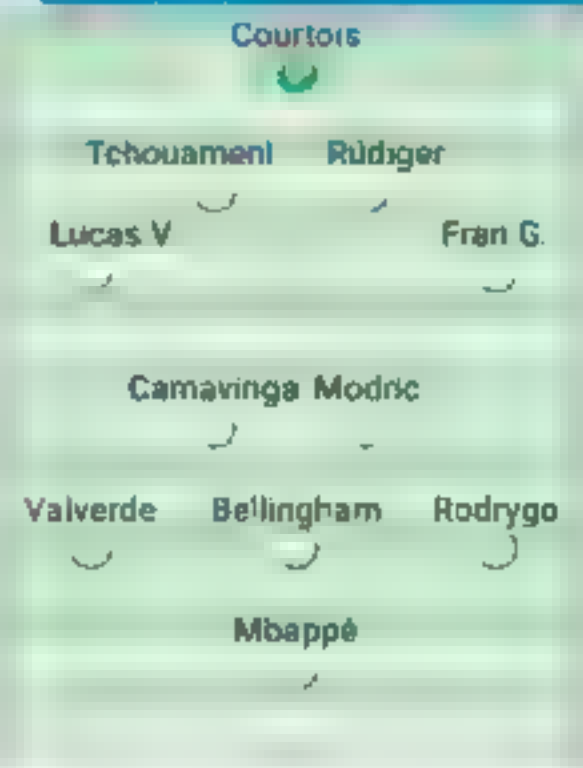 Courtois
Tchouameni Rüdiger
Lucas V Fran G.
Camavinga Modric
Valverde Bellingham Rodrygo
Mbappé